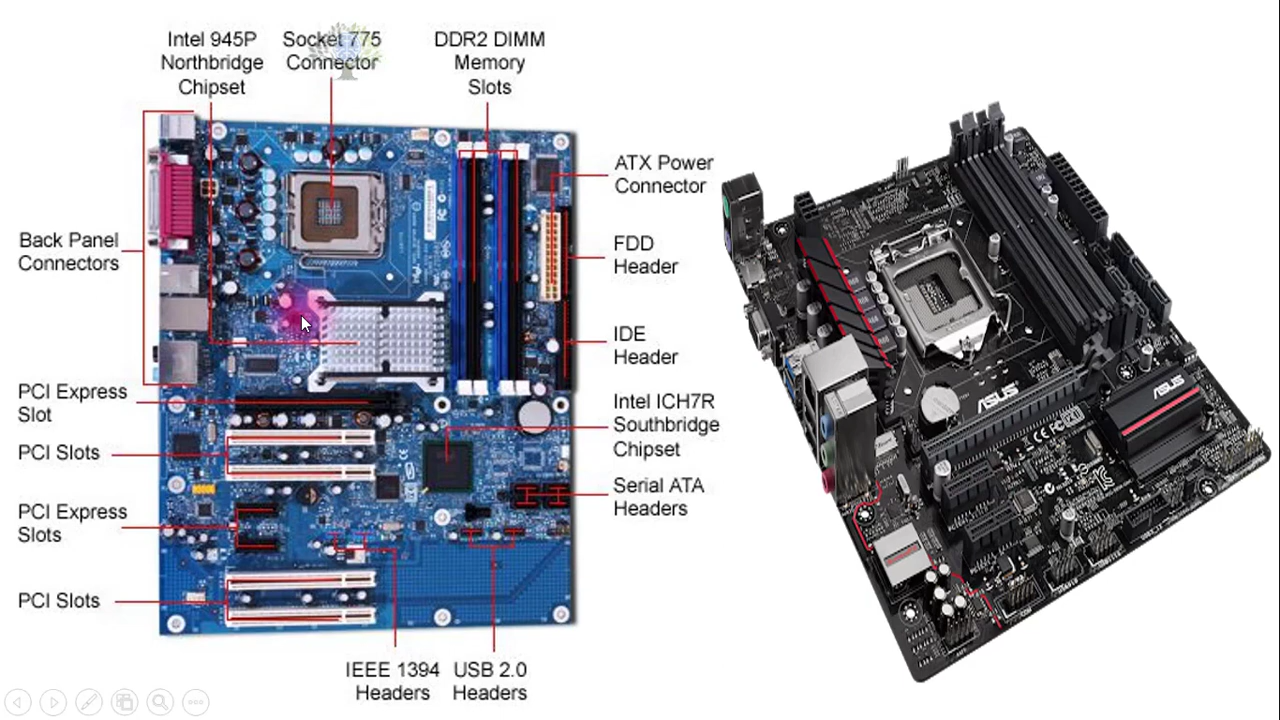 Intel 945P
Northbridge
Chipset
Socket 775
Connector
DDR2 DIMM
Memory
Slots
ATX Power
Connector
Back Panel
Connectors
FDD
Header
IDE
Header
PCI Express
Slot
Intel ICH7R
Southbridge
Chipset
PCI Slots
Serial ATA
Headers
PCI Express
Slots
PCI Slots
IEEE 1394
Headers
USB 2.0
Headers
ASUS
ASUS